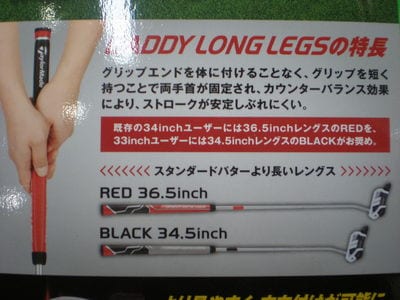 ADDY LONG LEGSの特長
TaylorMade
グリップエンドを体に付けることなく、グリップを短く
持つことで両手首が固定され、カウンターバランス効果
により、ストロークが安定しぶれにくい。
既存の34inchユーザーには36.5inchレングスのREDを、
33inchユーザーには34.5inchレングスのBLACKがお奨め。
<<<<<<< スタンダードパターより長いレングス >>>>>>>
RED 36.5inch
BLACK 34.5inch